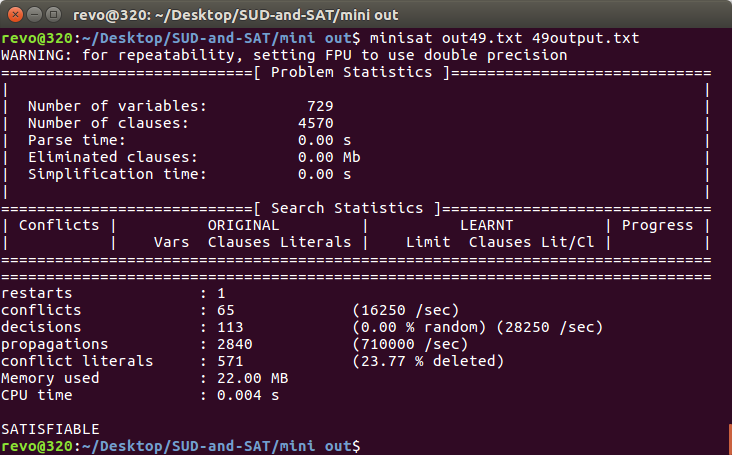 revo@320: ~/Desktop/SUD-and-SAT/mini out
revo@320:~/Desktop/SUD-and-SAT/mini out$ minisat out49.txt 49output.txt
WARNING: for repeatability, setting FPU to use double precision
============================[ Problem Statistics ]=============================
|                                                                             |
|  Number of variables:           729                                         |
|  Number of clauses:            4570                                         |
|  Parse time:                   0.00 s                                       |
|  Eliminated clauses:           0.00 Mb                                      |
|  Simplification time:          0.00 s                                       |
|                                                                             |
============================[ Search Statistics ]==============================
| Conflicts |          ORIGINAL         |          LEARNT          | Progress |
|           |    Vars  Clauses Literals |    Limit  Clauses Lit/Cl |          |
===============================================================================
===============================================================================
restarts              : 1
conflicts             : 65             (16250 /sec)
decisions             : 113            (0.00 % random) (28250 /sec)
propagations          : 2840           (710000 /sec)
conflict literals     : 571            (23.77 % deleted)
Memory used           : 22.00 MB
CPU time              : 0.004 s

SATISFIABLE
revo@320:~/Desktop/SUD-and-SAT/mini out$